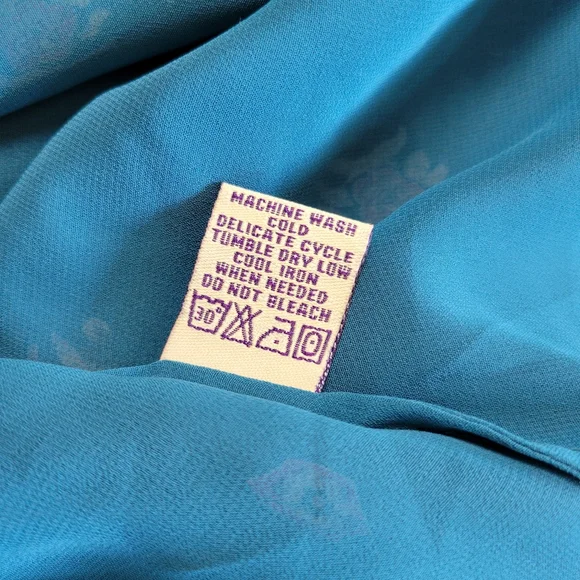 MACHINE WASH
COLD
DELICATE CYCLE
TUMBLE DRY LOW
COOL IRON
WHEN NEEDED
DO NOT BLEACH
30°